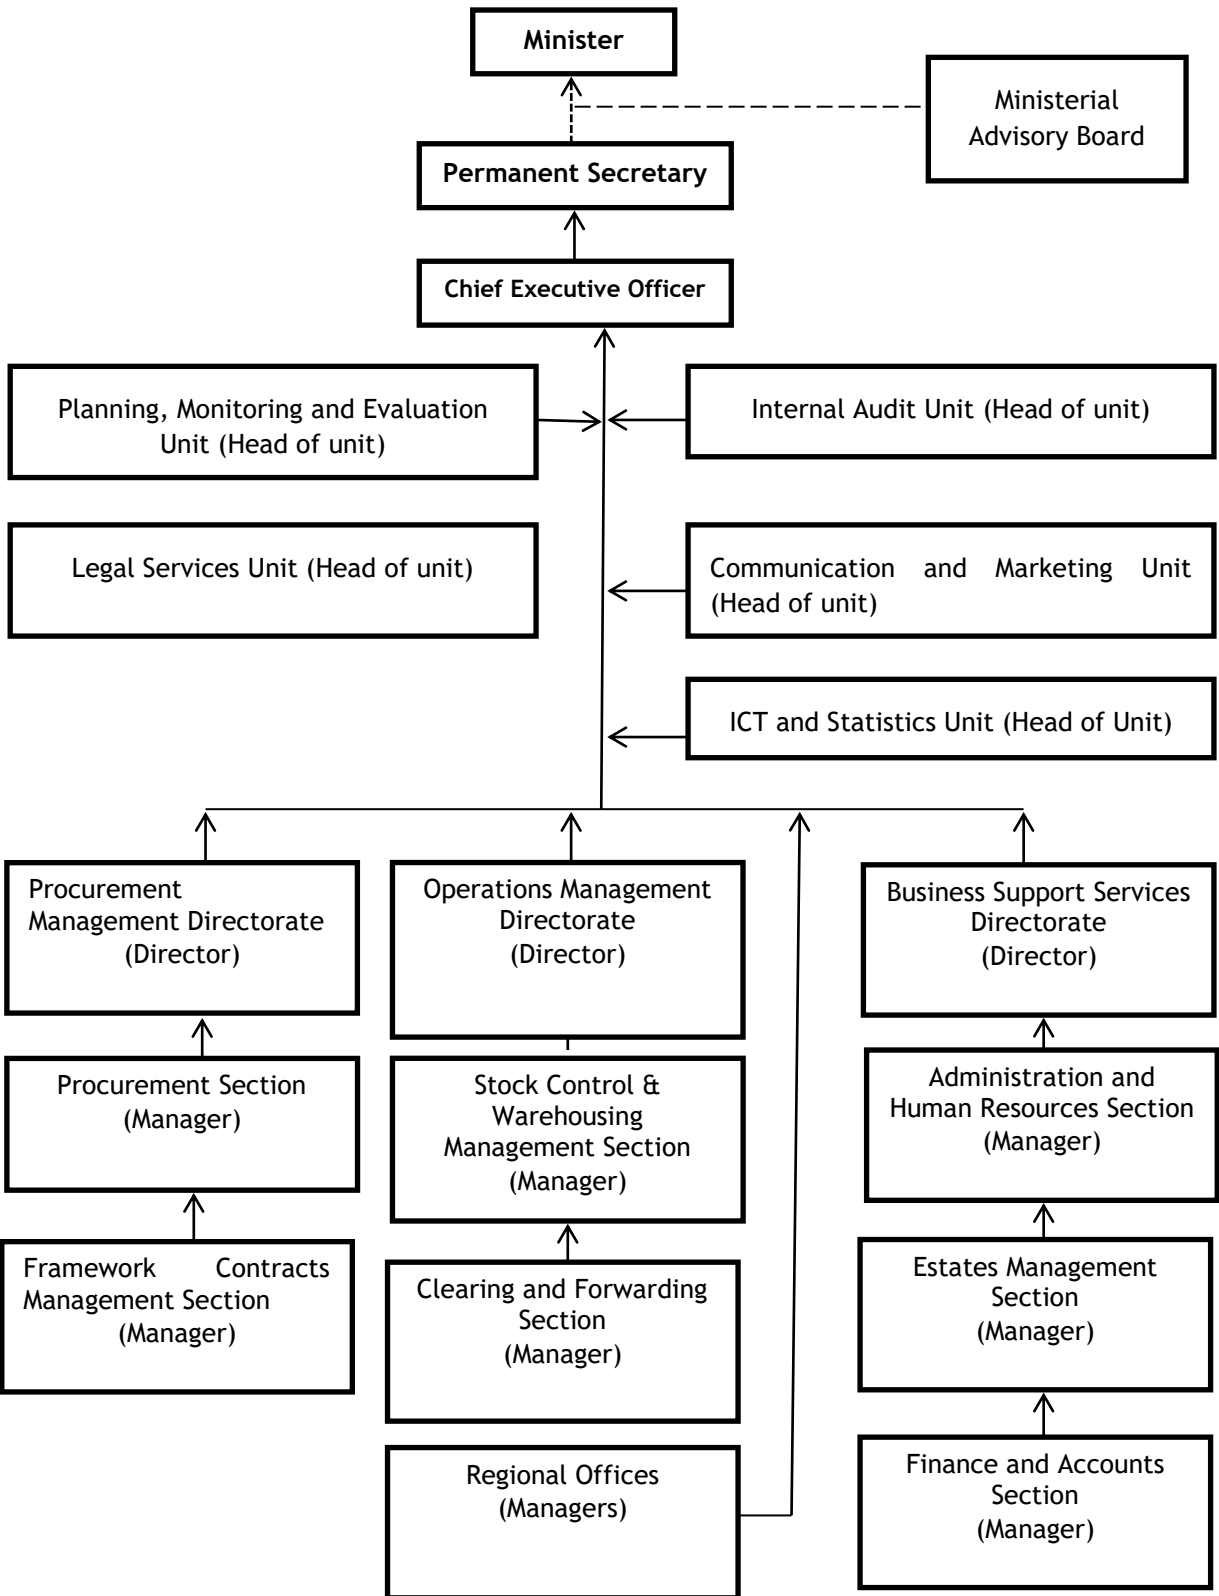 Minister
Ministerial
Advisory Board
Permanent Secretary
Chief Executive Officer
Planning, Monitoring and Evaluation
Unit (Head of unit)
Internal Audit Unit (Head of unit)
Legal Services Unit (Head of unit)
Communication and Marketing Unit
(Head of unit)
ICT and Statistics Unit (Head of Unit)
Procurement
Management Directorate
(Director)
Operations Management
Directorate
(Director)
Business Support Services
Directorate
(Director)
Procurement Section
(Manager)
Stock Control &
Warehousing
Management Section
(Manager)
Administration and
Human Resources Section
(Manager)
Framework Contracts
Management Section
(Manager)
Clearing and Forwarding
Section
(Manager)
Estates Management
Section
(Manager)
Regional Offices
(Managers)
Finance and Accounts
Section
(Manager)